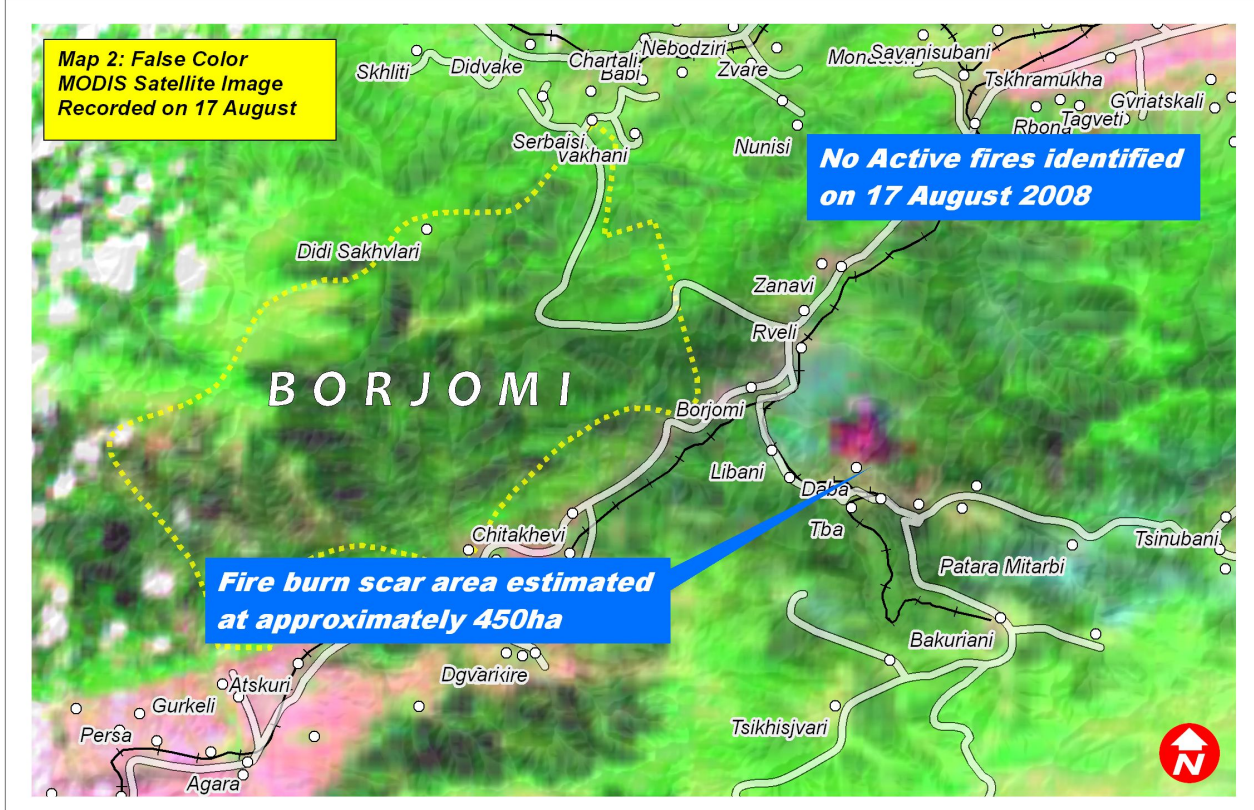 Map 2: False Color
MODIS Satellite Image
Recorded on 17 August
Skhliti
Didvake
Chartali
Babi
Nebodziri
Zvare
Savanisubani
Tskhramukha
Gvriatskali
Tagveti
Rbona
Serbaisi
Vakhani
Nunisi
No Active fires identified
on 17 August 2008
Didi Sakhvlari
Zanavi
Rveli
BORJOMI
Borjomi
Libani
Daba
Tba
Chitakhevi
Tsinubani
Patara Mitarbi
Fire burn scar area estimated
at approximately 450ha
Bakuriani
Atskuri
Gurkeli
Persa
Agara
Tsikhisjvari
N